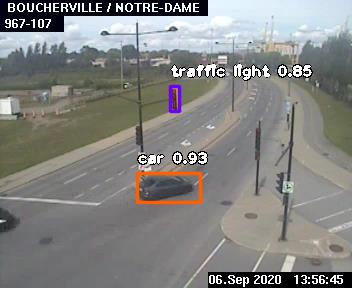 BOUCHERVILLE / NOTRE-DAME
967-107
traffic light 0.85
car 0.93
06.Sep 2020 13:56:45